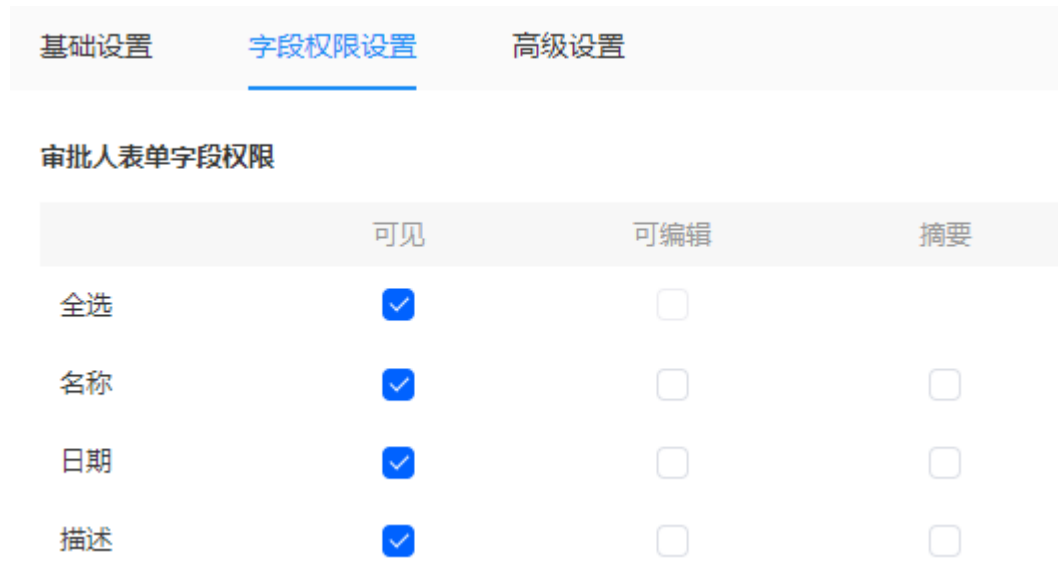 基础设置 字段权限设置 高级设置
审批人表单字段权限
可见 可编辑 摘要
全选
名称
日期
描述